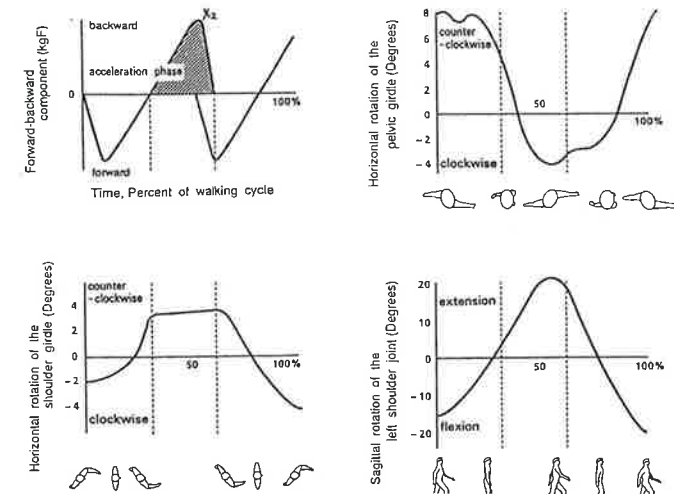 Forward-backward
component (kgF)
backward
X₂
acceleration phase
0
100%
forward
Time, Percent of walking cycle
Horizontal rotation of the
pelvic girdle (Degrees)
8
6
4
2
0
- 2
- 4
counter
- clockwise
50
100%
clockwise
Horizontal rotation of the
shoulder girdle (Degrees)
counter
- clockwise
4
2
0
- 2
- 4
50
100%
clockwise
Sagittal rotation of the
left shoulder joint (Degrees)
20
10
0
- 10
- 20
extension
50
100%
flexion